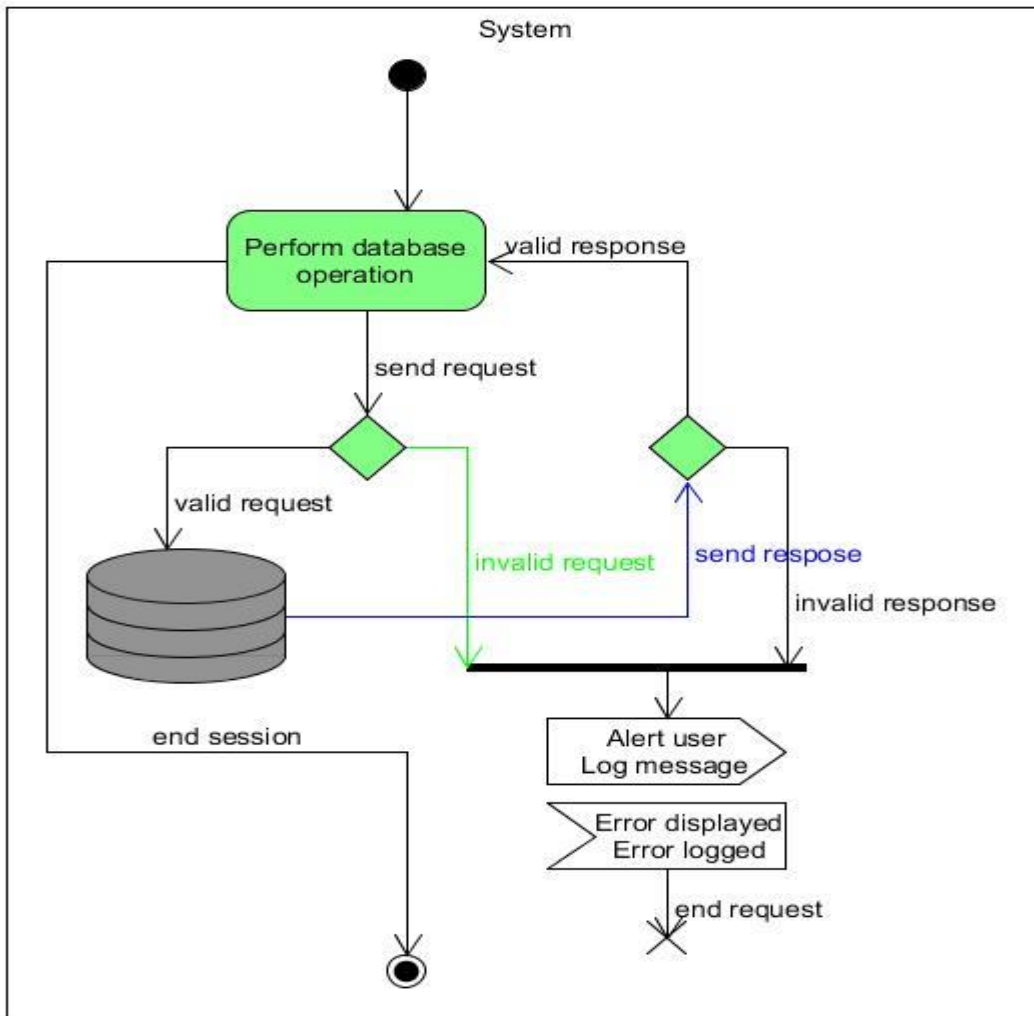 System
Perform database
operation
valid response
send request
valid request
invalid request
send respose
invalid response
end session
Alert user
Log message
Error displayed
Error logged
end request